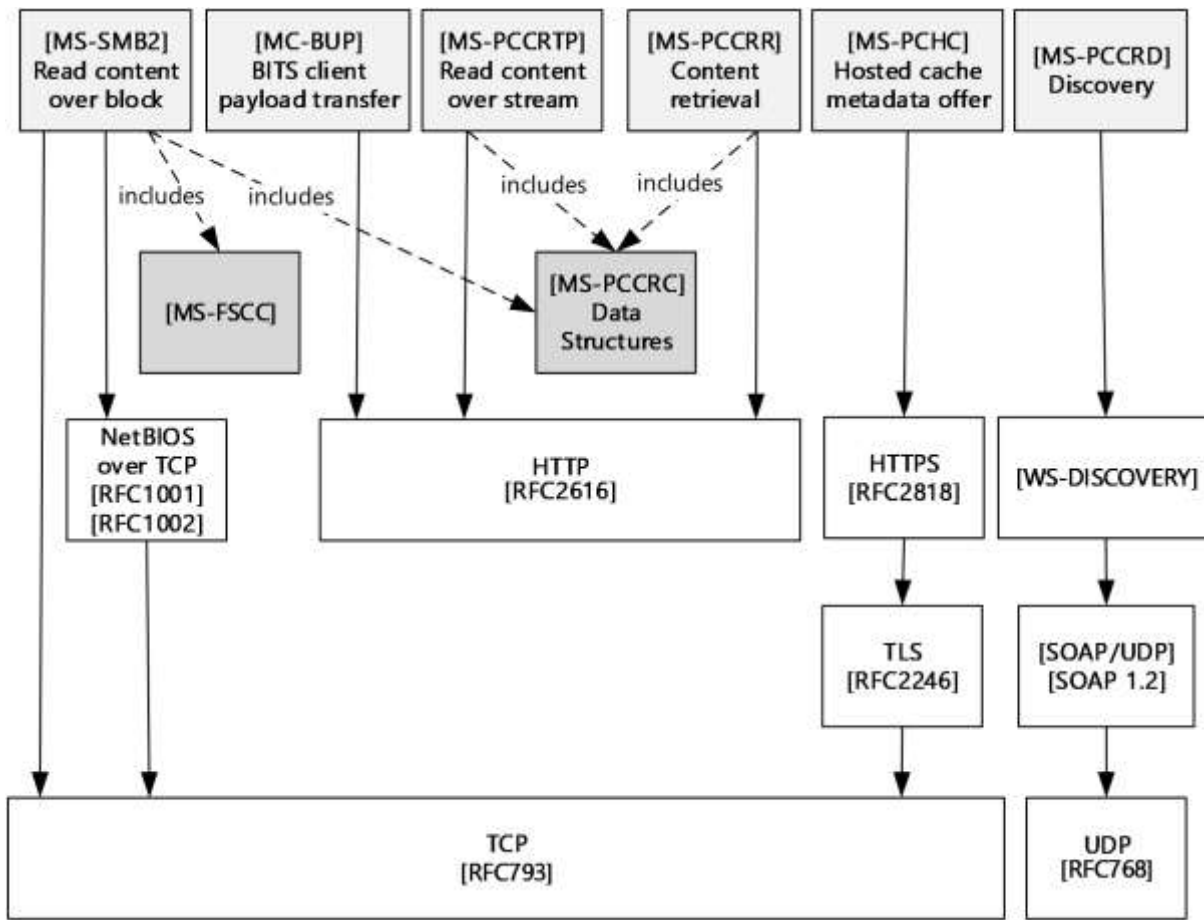 [MS-SMB2]
Read content
over block
[MC-BUP]
BITS client
payload transfer
[MS-PCCRTP]
Read content
over stream
[MS-PCCRR]
Content
retrieval
[MS-PCHC]
Hosted cache
metadata offer
[MS-PCCRD]
Discovery
includes
includes
includes
includes
[MS-FSCC]
[MS-PCCRC]
Data
Structures
NetBIOS
over TCP
[RFC1001]
[RFC1002]
HTTP
[RFC2616]
HTTPS
[RFC2818]
[WS-DISCOVERY]
TLS
[RFC2246]
[SOAP/UDP]
[SOAP 1.2]
TCP
[RFC793]
UDP
[RFC768]